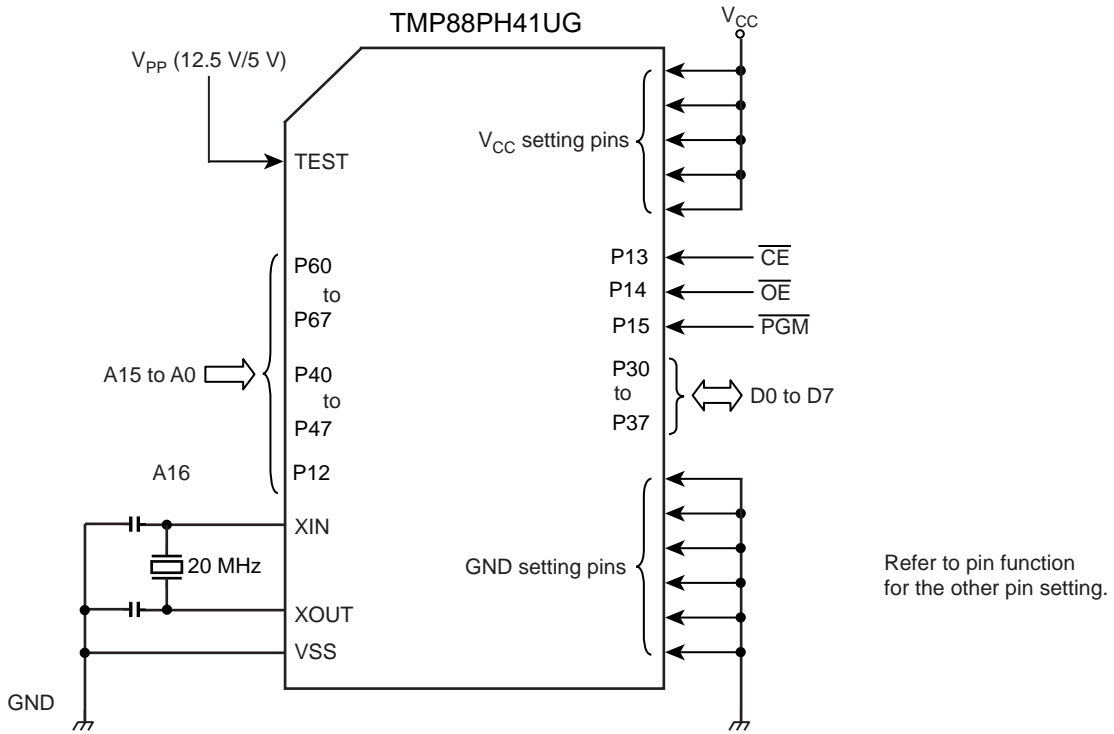 TMP88PH41UG
VCC
VPP (12.5 V/5 V)
VCC setting pins
TEST
P13
CE
P14
OE
P15
PGM
P60
to
P67
A15 to A0
P40
to
P47
P30
to
P37
D0 to D7
A16
P12
XIN
20 MHz
XOUT
VSS
GND
GND setting pins
Refer to pin function
for the other pin setting.